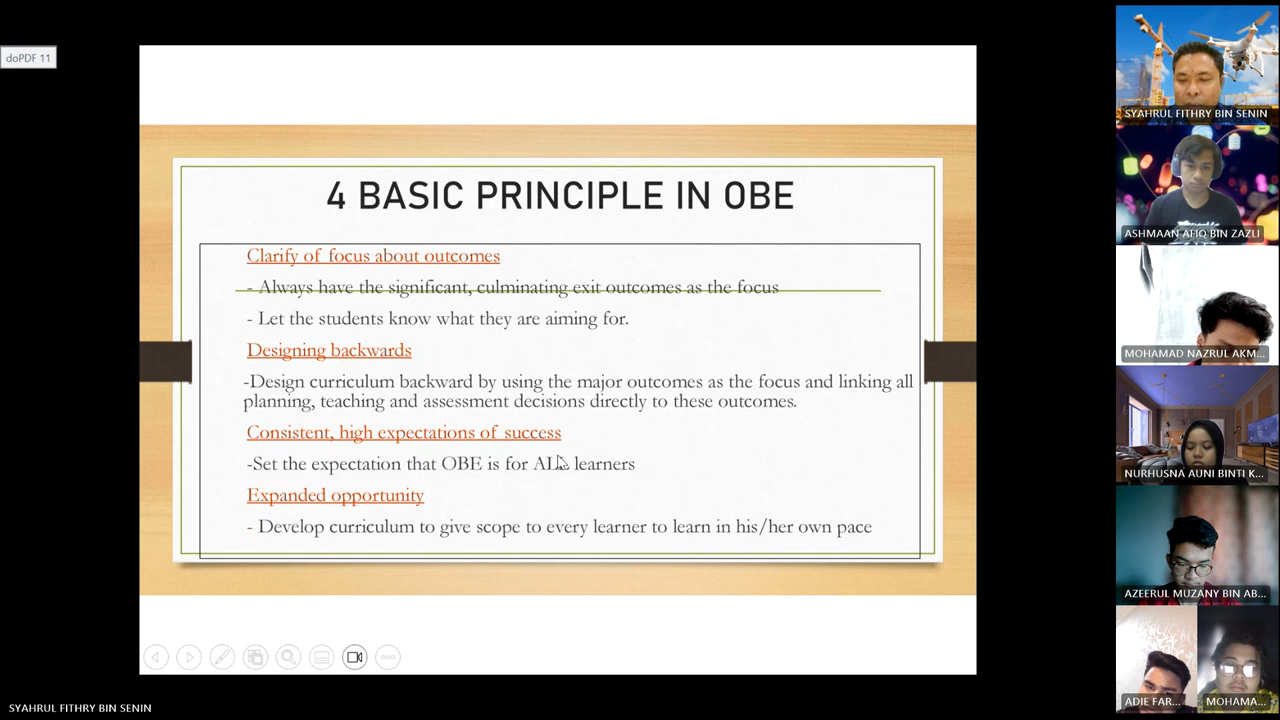 doPDF 11
4 BASIC PRINCIPLE IN OBE
Clarify of focus about outcomes
- Always have the significant, culminating exit outcomes as the focus
- Let the students know what they are aiming for.
Designing backwards
-Design curriculum backward by using the major outcomes as the focus and linking all
planning, teaching and assessment decisions directly to these outcomes.
Consistent, high expectations of success
-Set the expectation that OBE is for ALL learners
Expanded opportunity
- Develop curriculum to give scope to every learner to learn in his/her own pace
SYAHRUL FITHRY BIN SENIN
SYAHRUL FITHRY BIN SENIN
ASHMAAN AFIQ BIN ZAZLI
MOHAMAD NAZRUL AKM...
NURHUSNA AUNI BINTI K...
AZEERUL MUZANY BIN AB...
ADIE FAR...
MOHAMA...